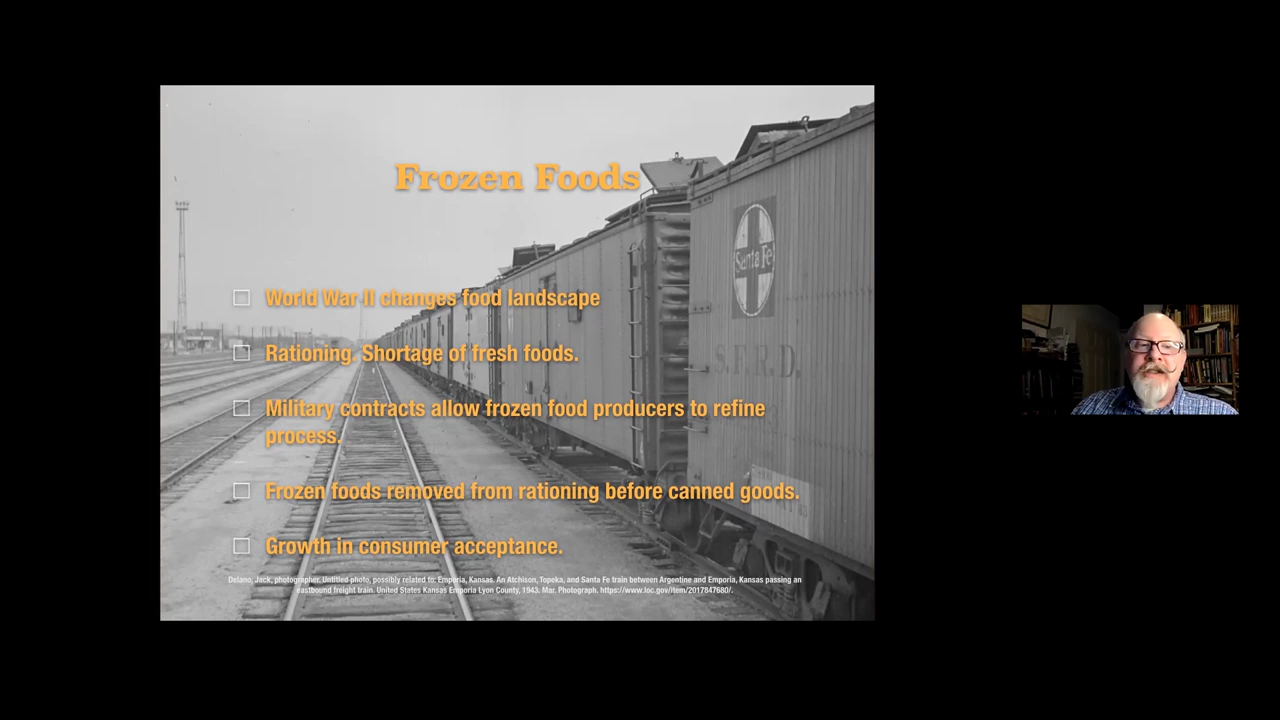 Frozen Foods
Santa Fe
S.F.R.D.
World War II changes food landscape
Rationing. Shortage of fresh foods.
Military contracts allow frozen food producers to refine
process.
Frozen foods removed from rationing before canned goods.
Growth in consumer acceptance.
Delano, Jack, photographer. Untitled photo, possibly related to: Emporia, Kansas. An Atchison, Topeka, and Santa Fe train between Argentine and Emporia, Kansas passing an
eastbound freight train. United States Kansas Emporia Lyon County, 1943. Mar. Photograph. https://www.loc.gov/item/2017847680/.